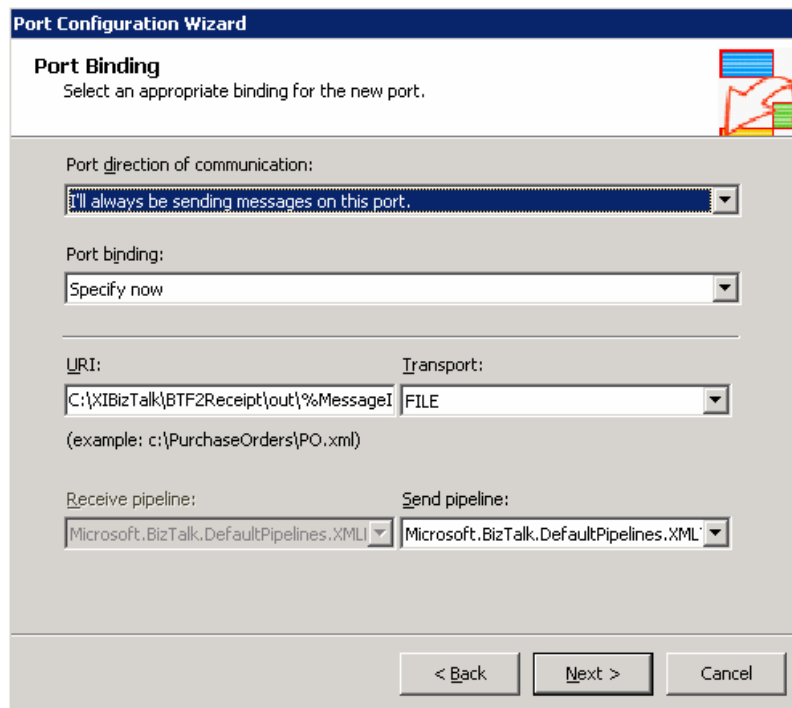 Port Configuration Wizard
Port Binding
Select an appropriate binding for the new port.
Port direction of communication:
I'll always be sending messages on this port.
Port binding:
Specify now
URI: Transport:
C:\XIBizTalk\BTF2Receipt\out\%MessageI FILE
(example: c:\PurchaseOrders\PO.xml)
Receive pipeline: Send pipeline:
Microsoft.BizTalk.DefaultPipelines.XMLI Microsoft.BizTalk.DefaultPipelines.XML
< Back Next > Cancel